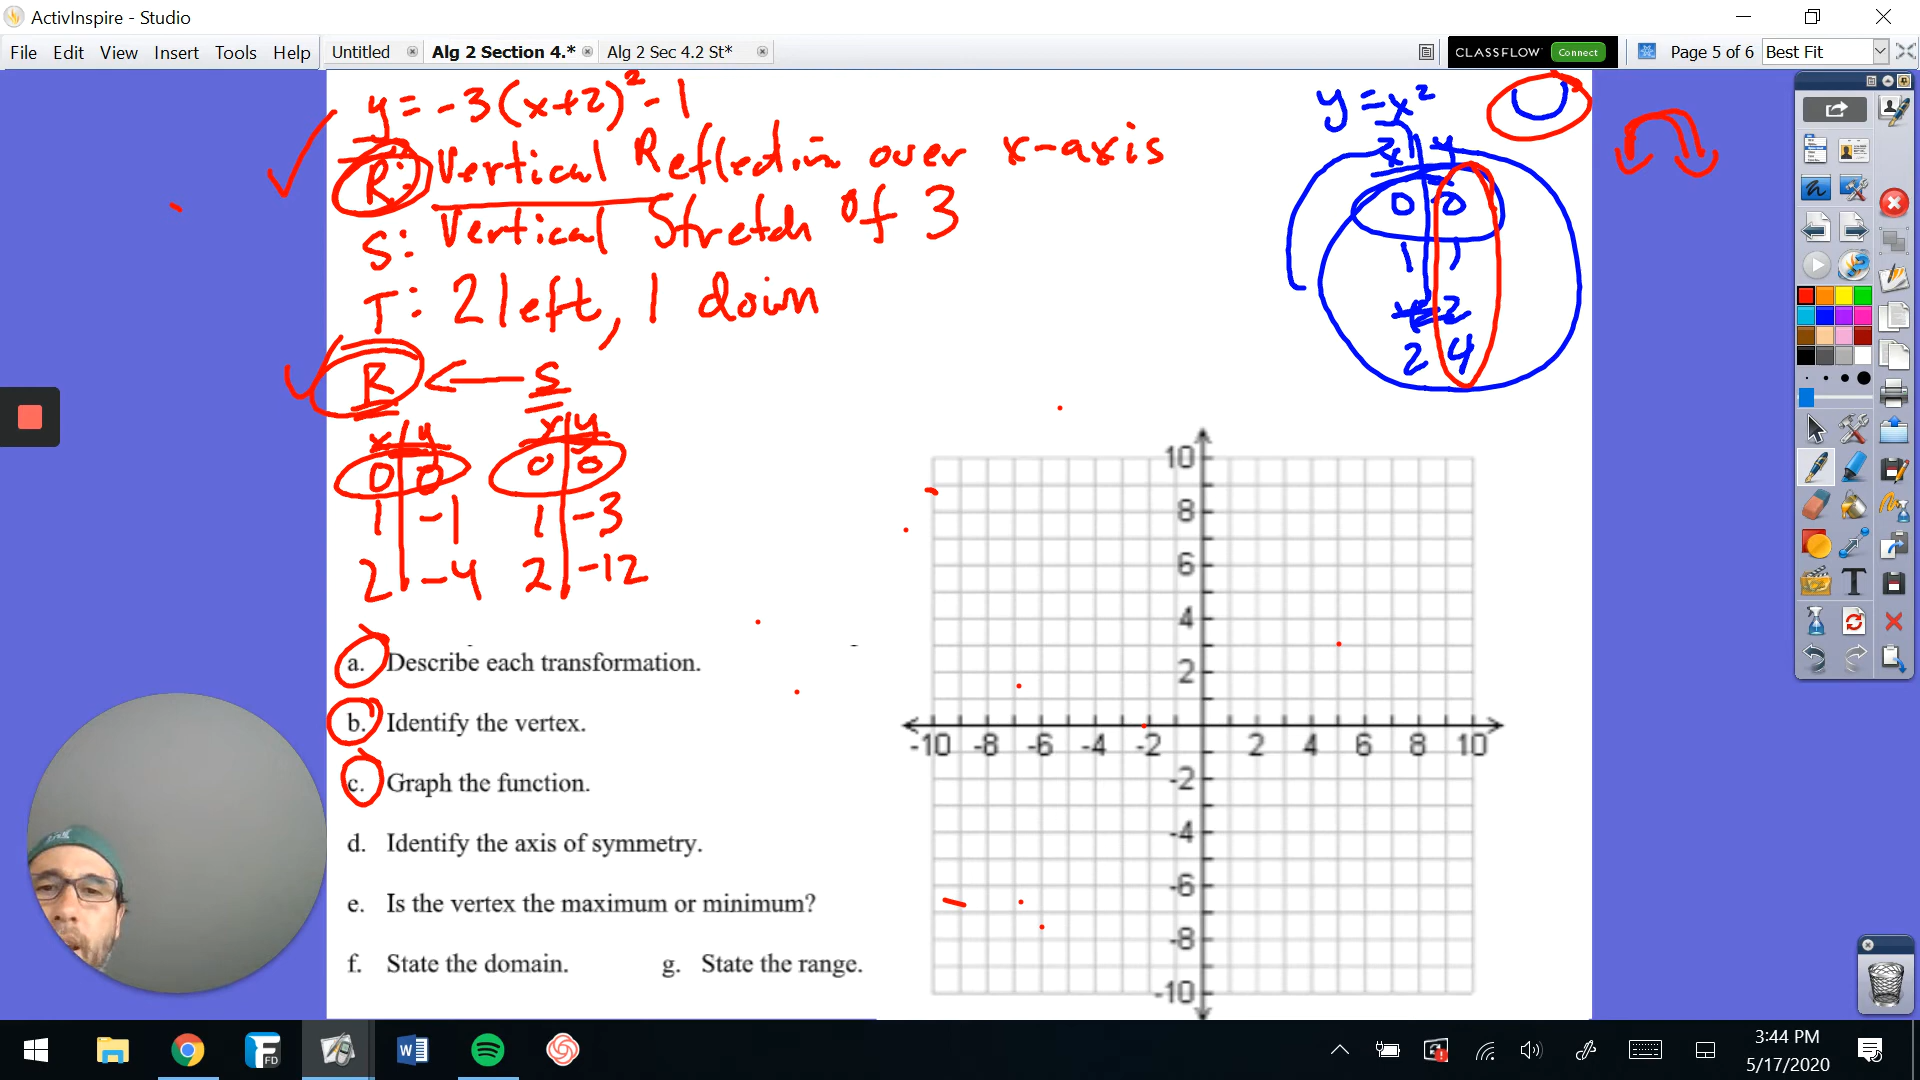 ActivInspire - Studio
File Edit View Insert Tools Help
Untitled Alg 2 Section 4.* Alg 2 Sec 4.2 St*
CLASSFLOW Connect
Page 5 of 6 Best Fit
y = -3(x+2)² - 1
R: Vertical Reflection over x-axis
S: Vertical Stretch of 3
T: 2 left, 1 down
R ← S
x y
0 0
1 -1
2 -4
x y
0 0
1 -3
2 -12
y = x²
x y
0 0
1 1
2 4
a. Describe each transformation.
b. Identify the vertex.
c. Graph the function.
d. Identify the axis of symmetry.
e. Is the vertex the maximum or minimum?
f. State the domain. g. State the range.
10
8
6
4
2
-10 -8 -6 -4 -2 2 4 6 8 10
-2
-4
-6
-8
-10
3:44 PM
5/17/2020